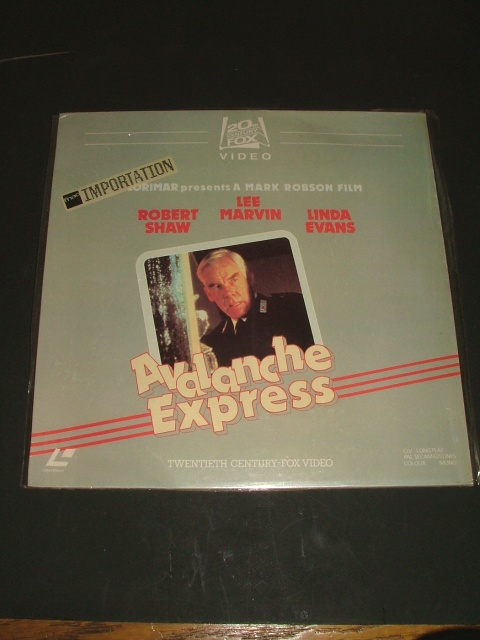 20th
CENTURY
FOX
VIDEO
IMPORTATION
LORIMAR presents A MARK ROBSON FILM
ROBERT SHAW
LEE MARVIN
LINDA EVANS
Avalanche
Express
TWENTIETH CENTURY-FOX VIDEO